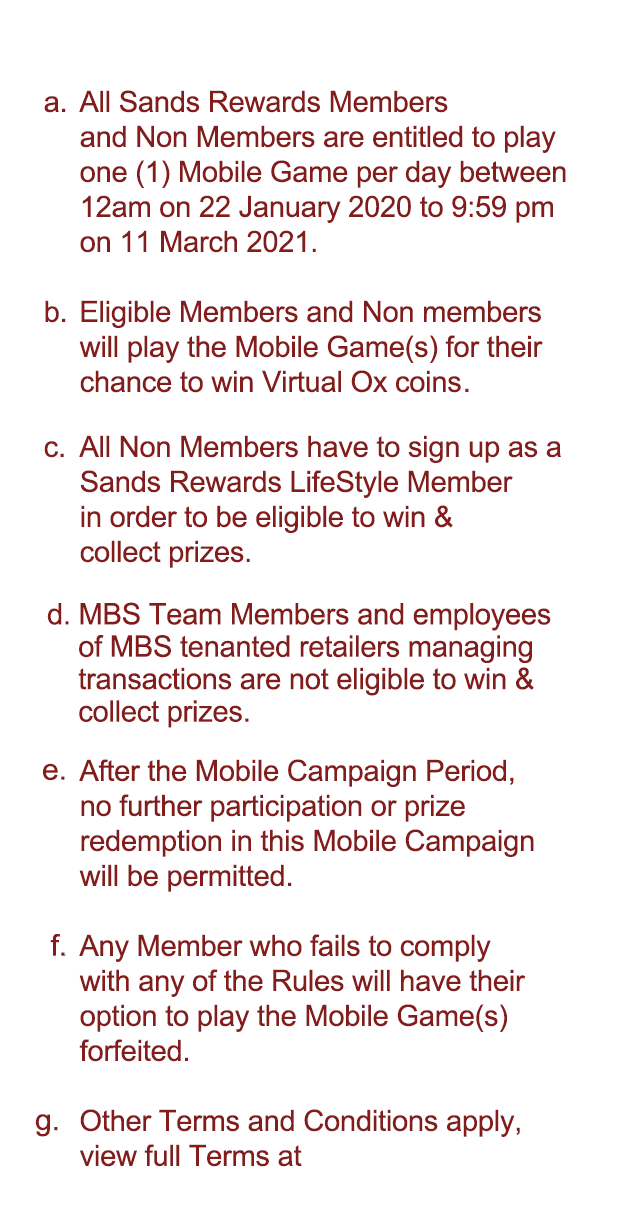 a. All Sands Rewards Members
and Non Members are entitled to play
one (1) Mobile Game per day between
12am on 22 January 2020 to 9:59 pm
on 11 March 2021.
b. Eligible Members and Non members
will play the Mobile Game(s) for their
chance to win Virtual Ox coins.
c. All Non Members have to sign up as a
Sands Rewards LifeStyle Member
in order to be eligible to win &
collect prizes.
d. MBS Team Members and employees
of MBS tenanted retailers managing
transactions are not eligible to win &
collect prizes.
e. After the Mobile Campaign Period,
no further participation or prize
redemption in this Mobile Campaign
will be permitted.
f. Any Member who fails to comply
with any of the Rules will have their
option to play the Mobile Game(s)
forfeited.
g. Other Terms and Conditions apply,
view full Terms at